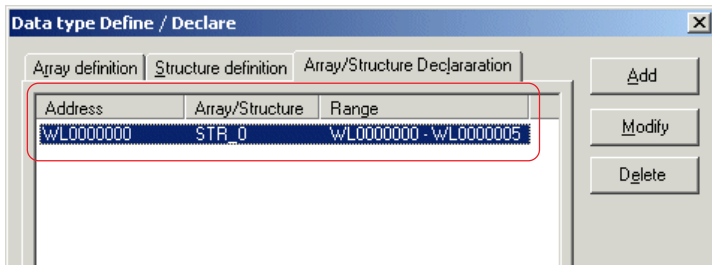 Data type Define / Declare
Array definition Structure definition Array/Structure Declararation
Add
Address Array/Structure Range
Modify
WL0000000 STR_0 WL0000000 - WL0000005
Delete